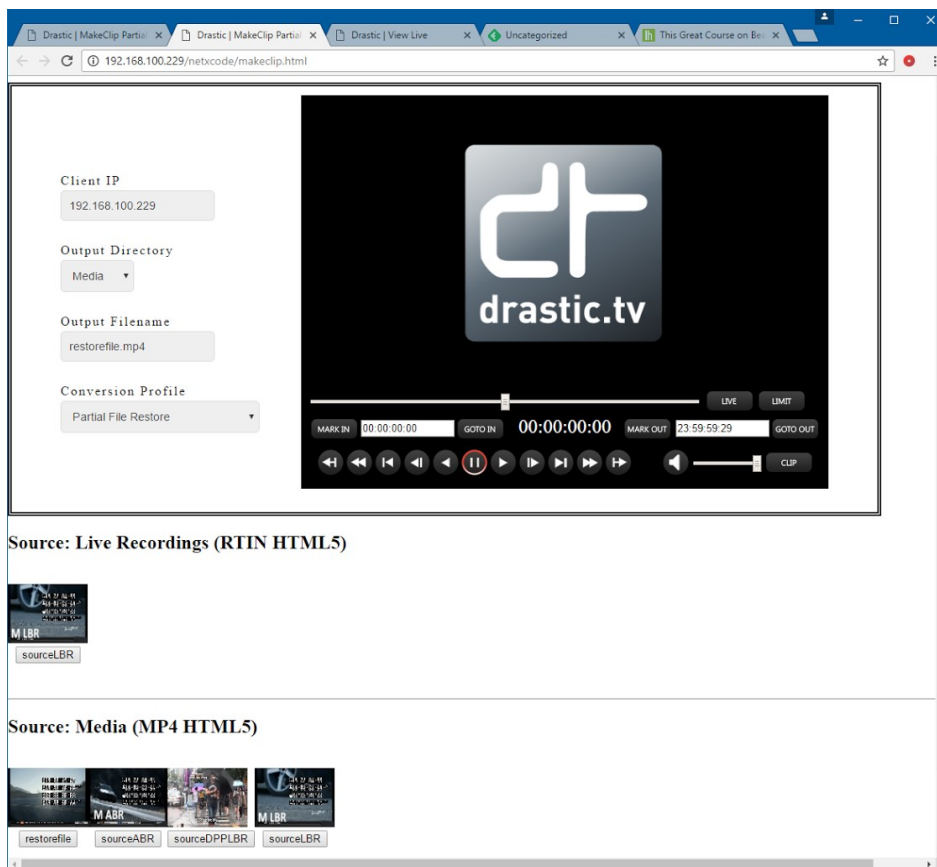 Drastic | MakeClip Partial
Drastic | MakeClip Partial
Drastic | View Live
Uncategorized
This Great Course on Be
192.168.100.229/netxcode/makeclip.html
Client IP
192.168.100.229
Output Directory
Media
Output Filename
restorefile.mp4
Conversion Profile
Partial File Restore
drastic.tv
LIVE
LIMIT
MARK IN
00:00:00:00
GOTO IN
00:00:00:00
MARK OUT
23:59:59:29
GOTO OUT
CLIP
Source: Live Recordings (RTIN HTML5)
M LBR
sourceLBR
Source: Media (MP4 HTML5)
M ABR
M LBR
restorefile
sourceABR
sourceDPPLBR
sourceLBR